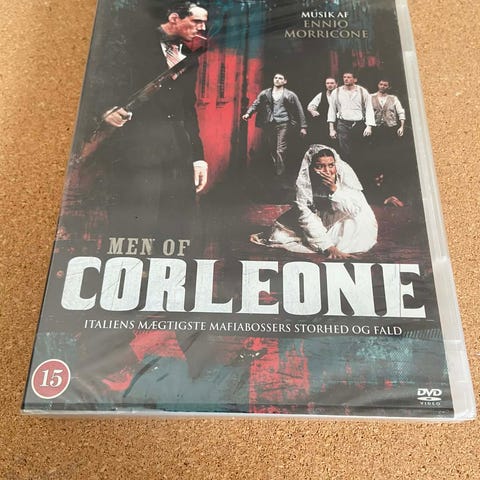 MUSIK AF
ENNIO
MORRICONE
MEN OF
CORLEONE
ITALIENS MÆGTIGSTE MAFIABOSSERS STORHED OG FALD
15
DVD
VIDEO